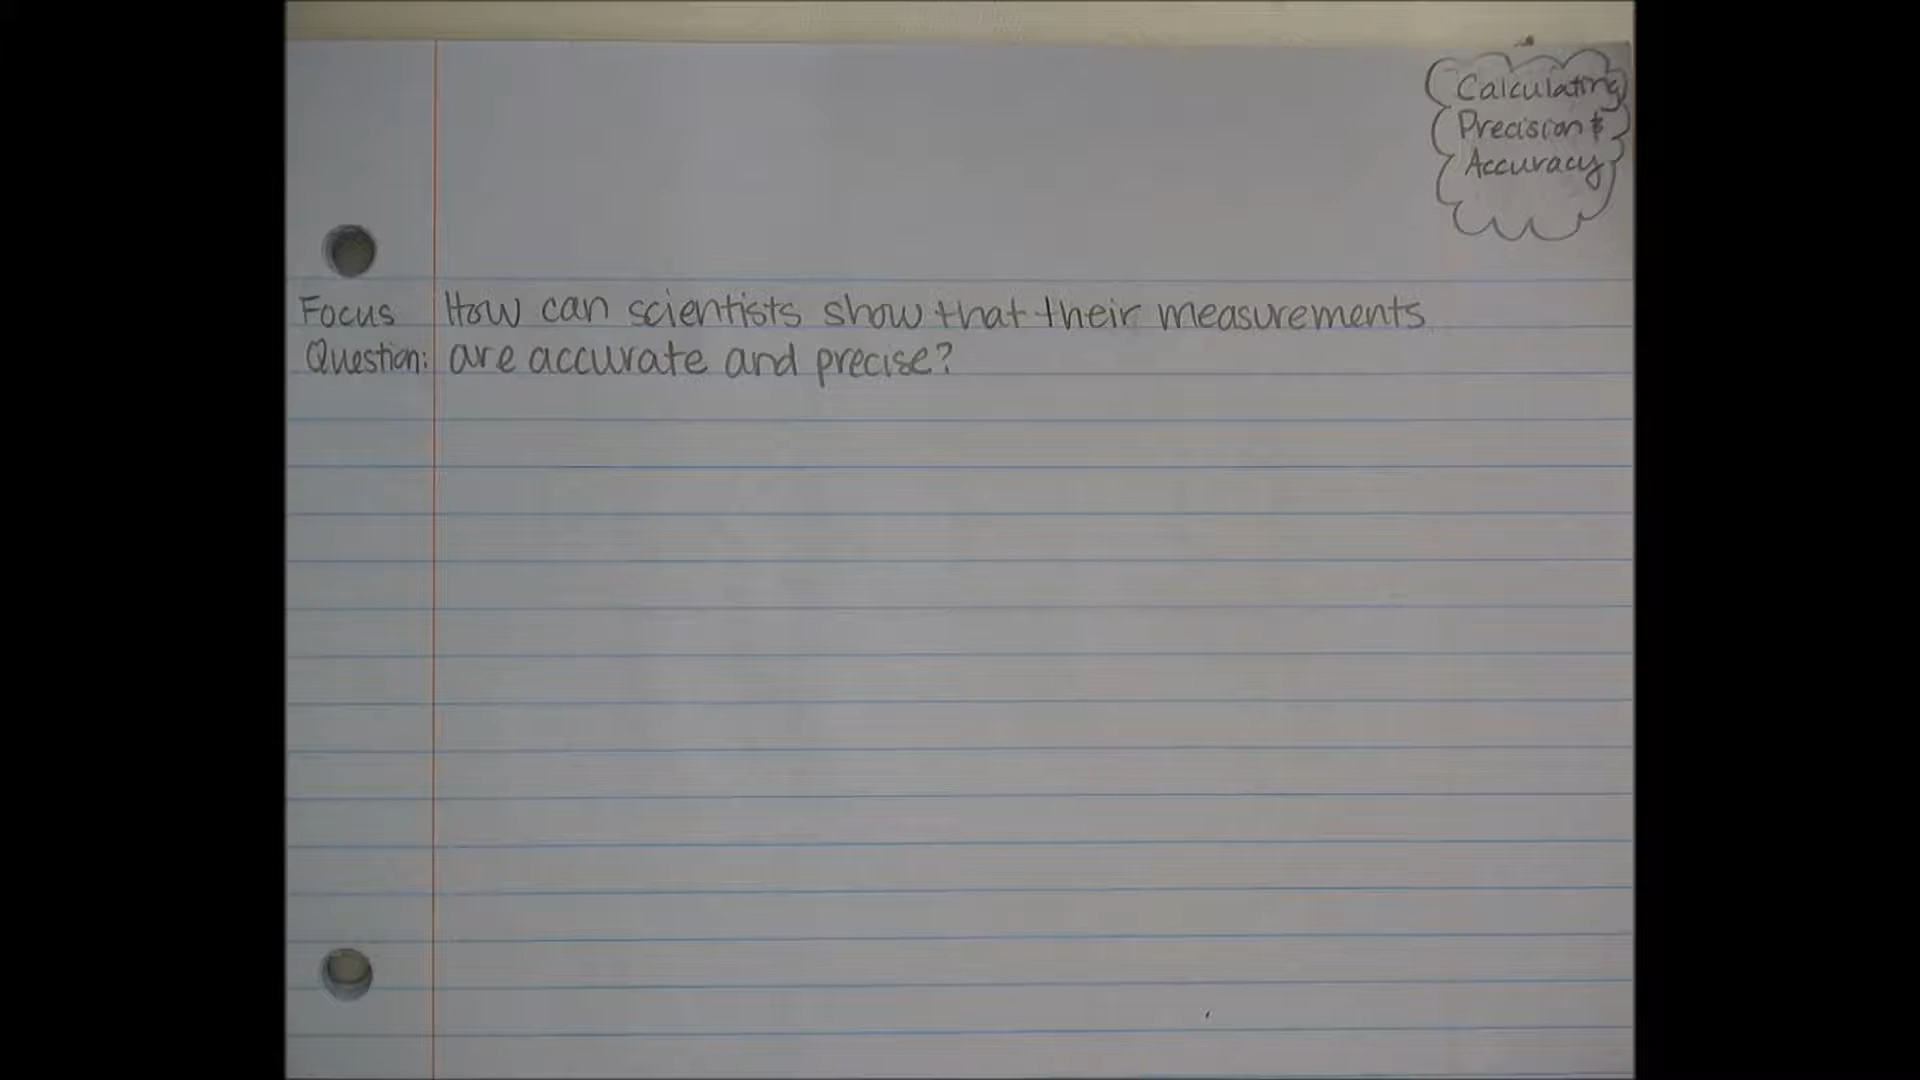 Calculating
Precision &
Accuracy
Focus How can scientists show that their measurements
Question: are accurate and precise?